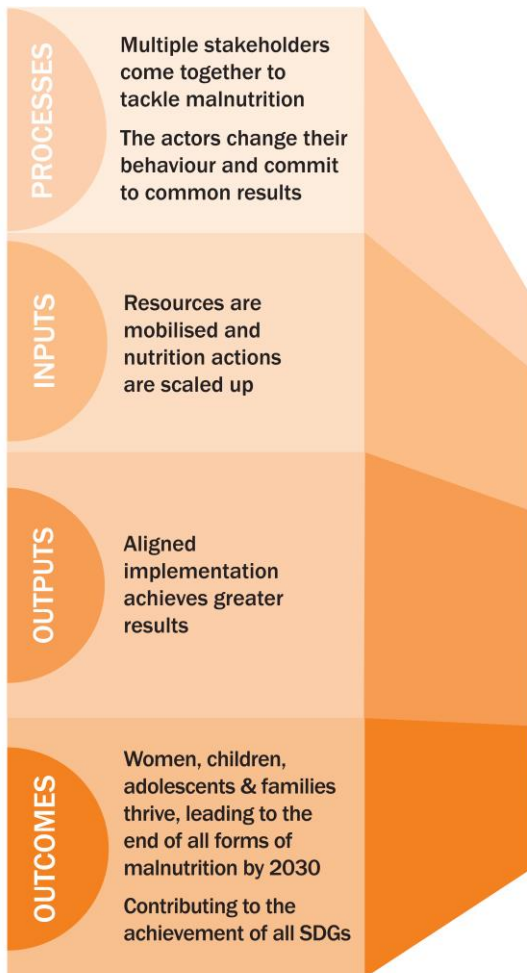 PROCESSES
Multiple stakeholders
come together to
tackle malnutrition
The actors change their
behaviour and commit
to common results
INPUTS
Resources are
mobilised and
nutrition actions
are scaled up
OUTPUTS
Aligned
implementation
achieves greater
results
OUTCOMES
Women, children,
adolescents & families
thrive, leading to the
end of all forms of
malnutrition by 2030
Contributing to the
achievement of all SDGs